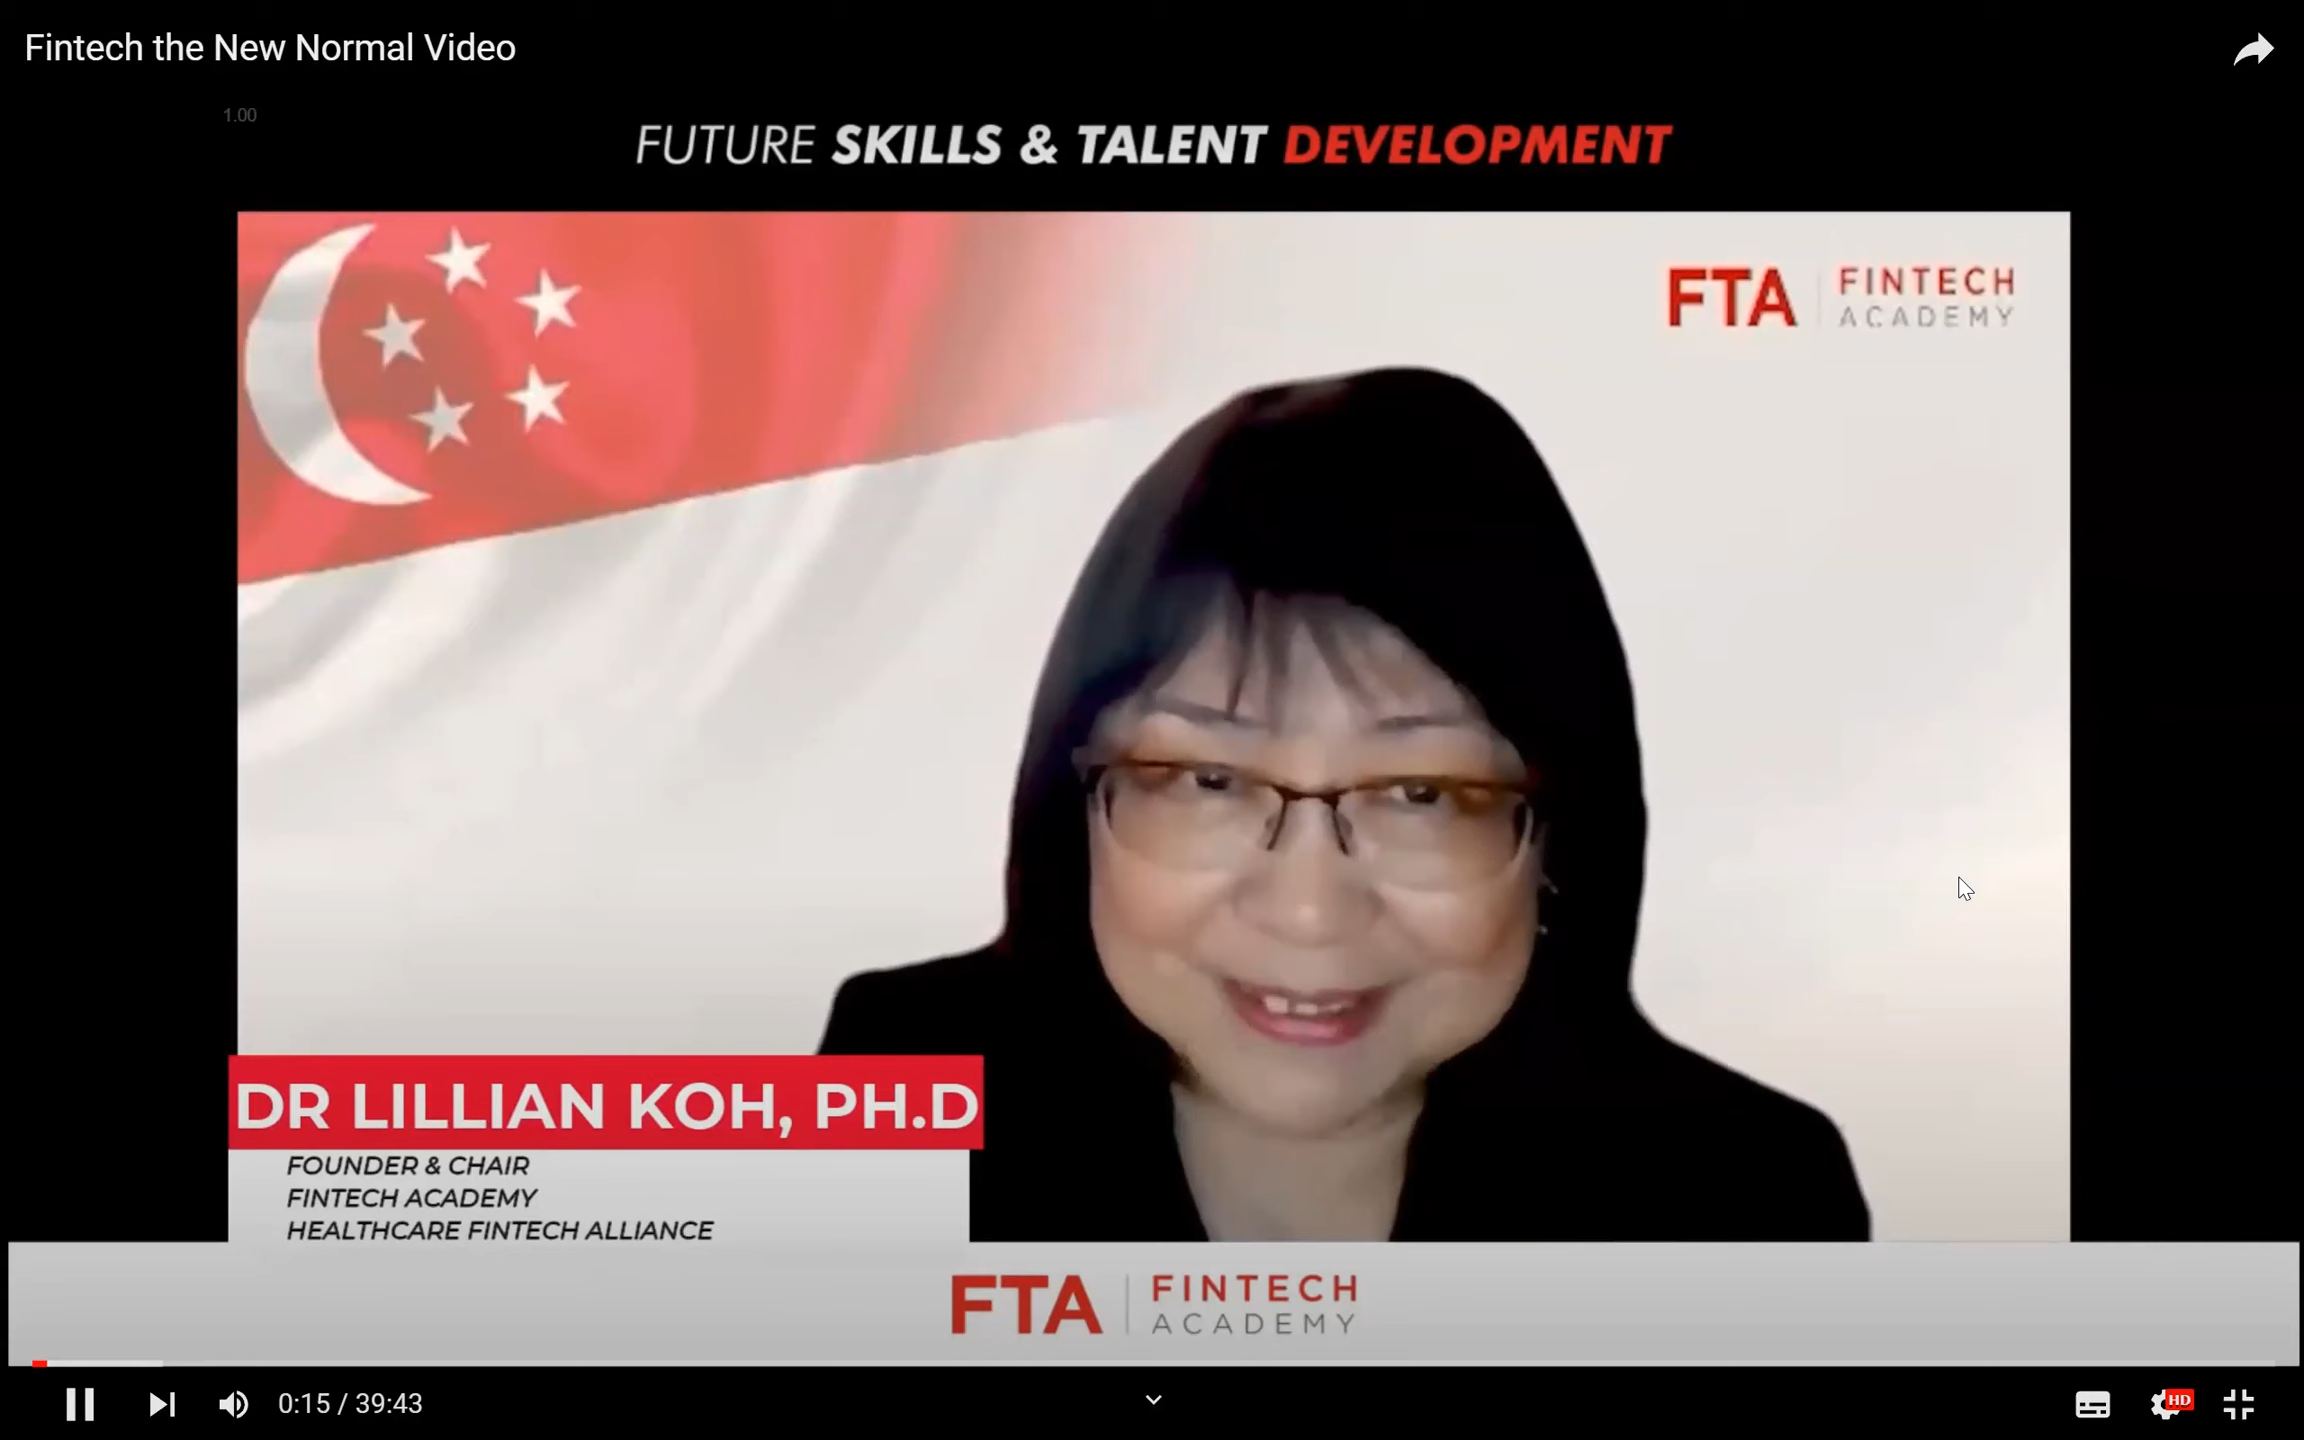 Fintech the New Normal Video
1.00
FUTURE SKILLS & TALENT DEVELOPMENT
FTA | FINTECH
ACADEMY
DR LILLIAN KOH, PH.D
FOUNDER & CHAIR
FINTECH ACADEMY
HEALTHCARE FINTECH ALLIANCE
FTA | FINTECH
ACADEMY
0:15 / 39:43
HD